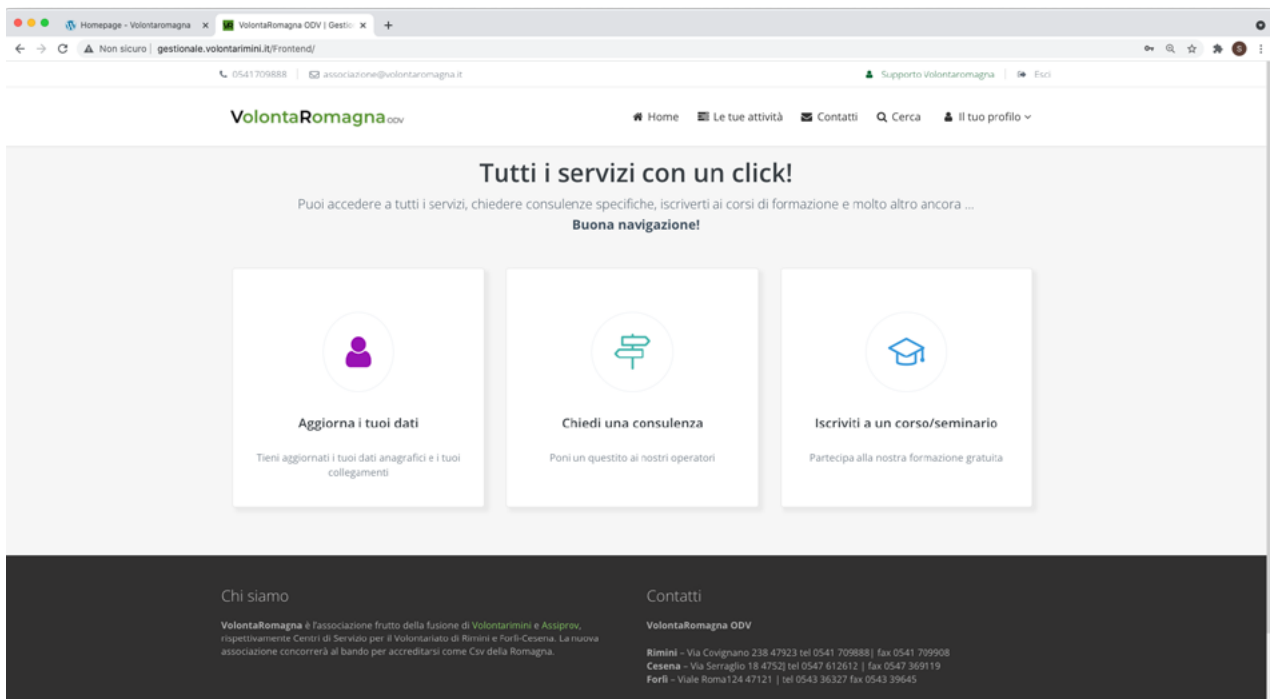 Homepage - Volontaromagna
VolontaRomagna ODV | Gestio
Non sicuro | gestionale.volontarimini.it/Frontend/
S
0541709888 | associazione@volontaromagna.it
Supporto Volontaromagna | Esci
VolontaRomagna ODV
Home
Le tue attività
Contatti
Cerca
Il tuo profilo
Tutti i servizi con un click!
Puoi accedere a tutti i servizi, chiedere consulenze specifiche, iscriverti ai corsi di formazione e molto altro ancora ...
Buona navigazione!
Aggiorna i tuoi dati
Tieni aggiornati i tuoi dati anagrafici e i tuoi
collegamenti
Chiedi una consulenza
Poni un quesito ai nostri operatori
Iscriviti a un corso/seminario
Partecipa alla nostra formazione gratuita
Chi siamo
VolontaRomagna è l'associazione frutto della fusione di Volontarimini e Assiprov,
rispettivamente Centri di Servizio per il Volontariato di Rimini e Forlì-Cesena. La nuova
associazione concorrerà al bando per accreditarsi come Csv della Romagna.
Contatti
VolontaRomagna ODV
Rimini – Via Covignano 238 47923 tel 0541 709888| fax 0541 709908
Cesena – Via Serraglio 18 4752| tel 0547 612612 | fax 0547 369119
Forlì – Viale Roma124 47121 | tel 0543 36327 fax 0543 39645